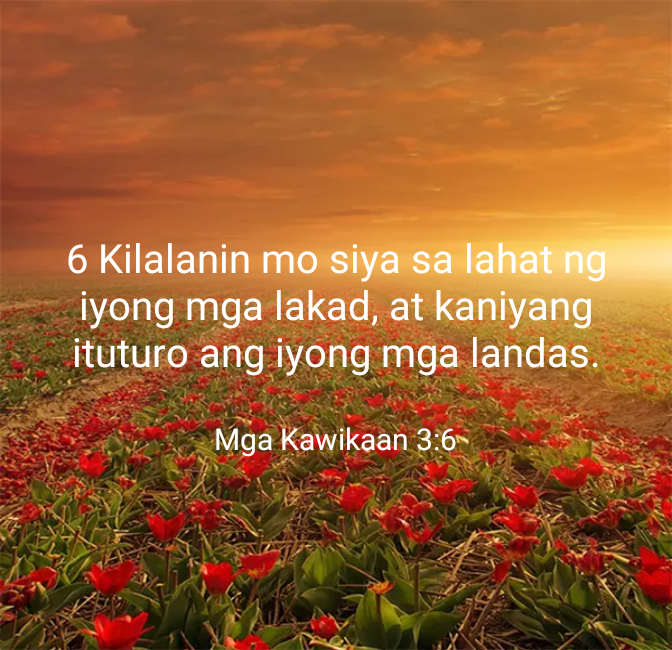 6 Kilalanin mo siya sa lahat ng
iyong mga lakad, at kaniyang
ituturo ang iyong mga landas.
Mga Kawikaan 3:6